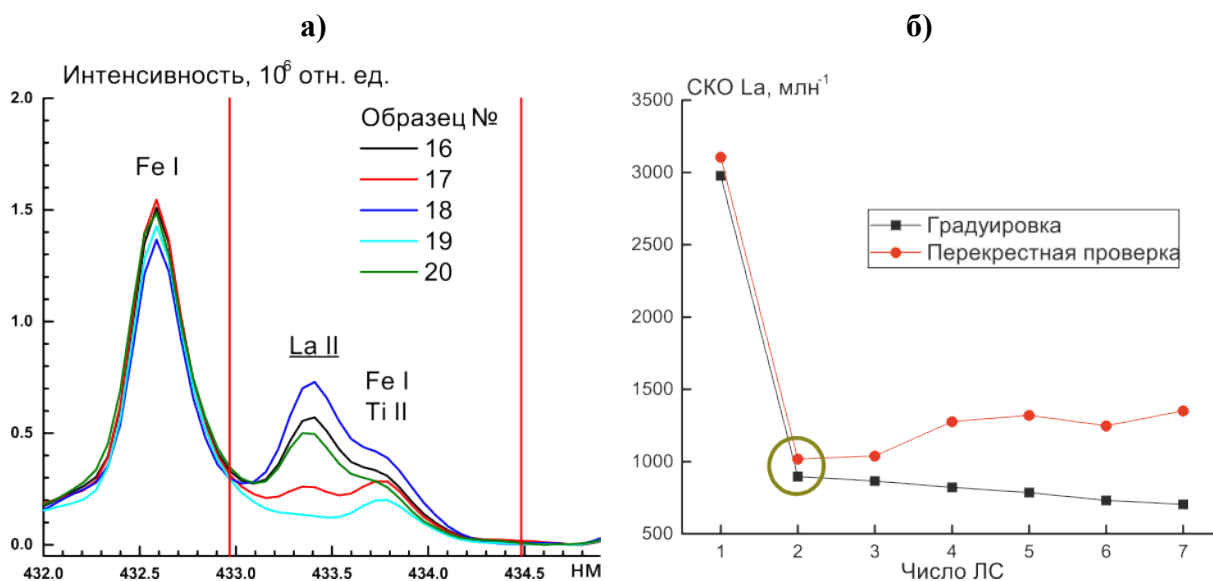 а)
Интенсивность, 10⁶ отн. ед.
2.0
1.5
1.0
0.5
0.0
Fe I
La II
Fe I
Ti II
Образец №
16
17
18
19
20
432.0 432.5 433.0 433.5 434.0 434.5 нм
б)
СКО La, млн⁻¹
3500
3000
2500
2000
1500
1000
500
Градуировка
Перекрестная проверка
1 2 3 4 5 6 7
Число ЛС